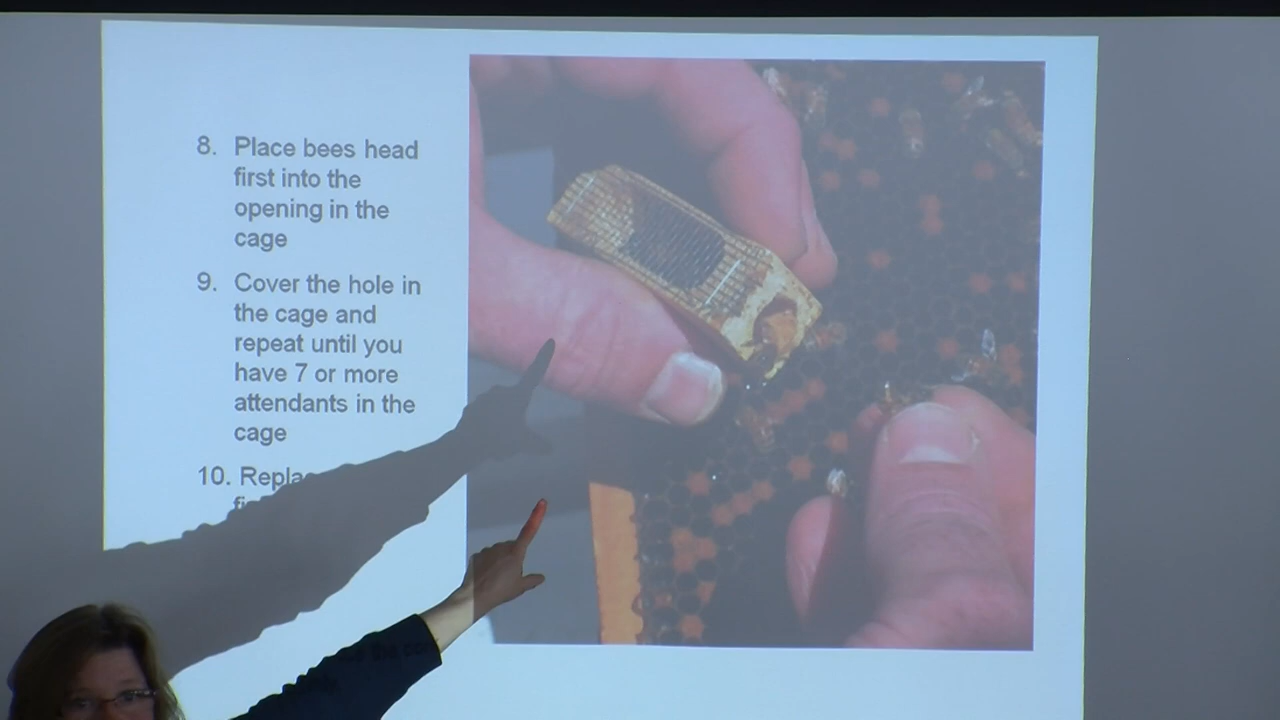 8. Place bees head
first into the
opening in the
cage
9. Cover the hole in
the cage and
repeat until you
have 7 or more
attendants in the
cage
10.